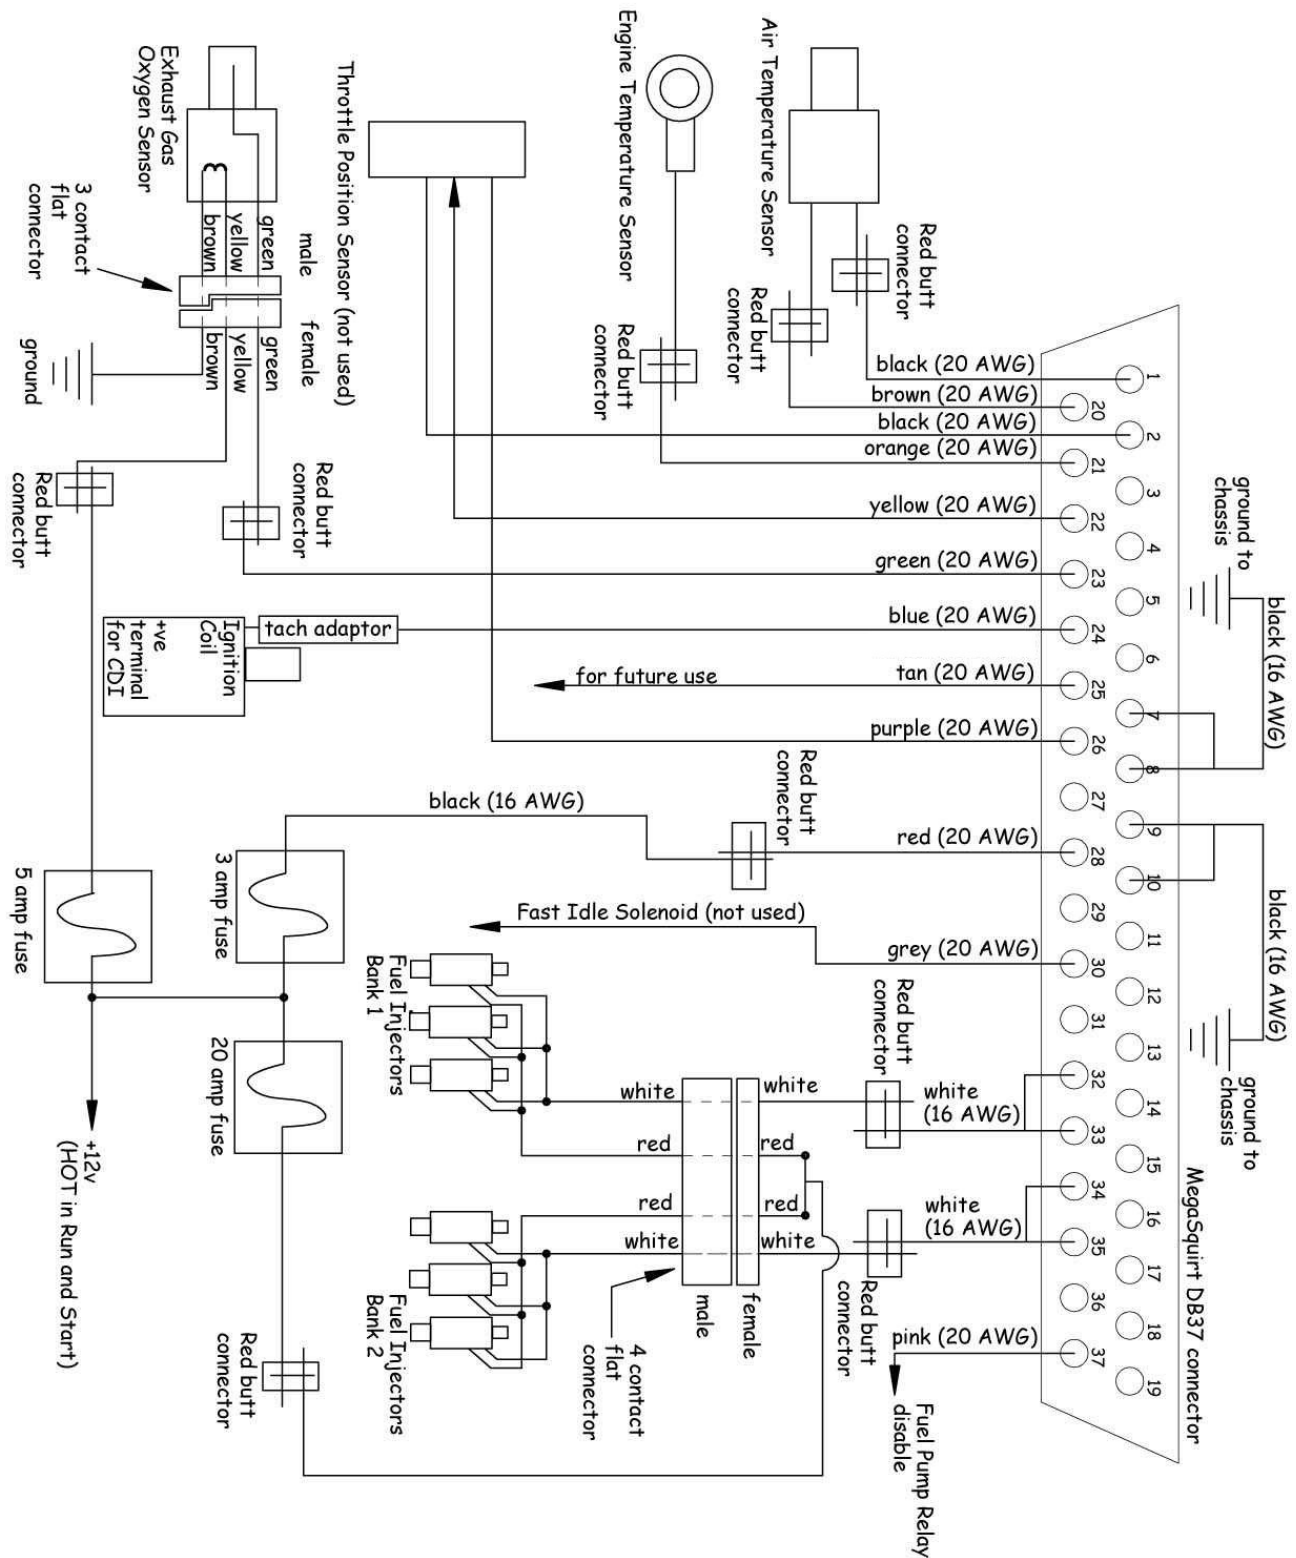 Exhaust Gas
Oxygen Sensor
3 contact
flat
connector
green
yellow
brown
male
female
green
yellow
brown
ground
Throttle Position Sensor (not used)
Engine Temperature Sensor
Air Temperature Sensor
Red butt
connector
Red butt
connector
Red butt
connector
Red butt
connector
Red butt
connector
black (20 AWG)
brown (20 AWG)
black (20 AWG)
orange (20 AWG)
yellow (20 AWG)
green (20 AWG)
blue (20 AWG)
tan (20 AWG)
for future use
purple (20 AWG)
tach adaptor
Ignition
Coil
+ve
terminal
for CDI
ground to
chassis
black (16 AWG)
black (16 AWG)
ground to
chassis
1
2
3
4
5
6
7
8
9
10
11
12
13
14
15
16
17
18
19
20
21
22
23
24
25
26
27
28
29
30
31
32
33
34
35
36
37
MegaSquirt DB37 connector
black (16 AWG)
Red butt
connector
red (20 AWG)
3 amp fuse
5 amp fuse
20 amp fuse
Fast Idle Solenoid (not used)
grey (20 AWG)
Fuel Injectors
Bank 1
Fuel Injectors
Bank 2
white
red
red
white
white
red
red
white
male
female
4 contact
flat
connector
Red butt
connector
white
(16 AWG)
white
(16 AWG)
Red butt
connector
pink (20 AWG)
Fuel Pump Relay
disable
+12v
(HOT in Run and Start)
Red butt
connector